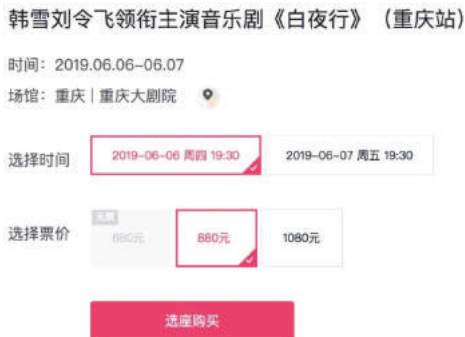 韩雪刘令飞领衔主演音乐剧《白夜行》（重庆站）
时间：2019.06.06-06.07
场馆：重庆 | 重庆大剧院
选择时间 2019-06-06 周四 19:30 2019-06-07 周五 19:30
无票
选择票价 680元 880元 1080元
选座购买